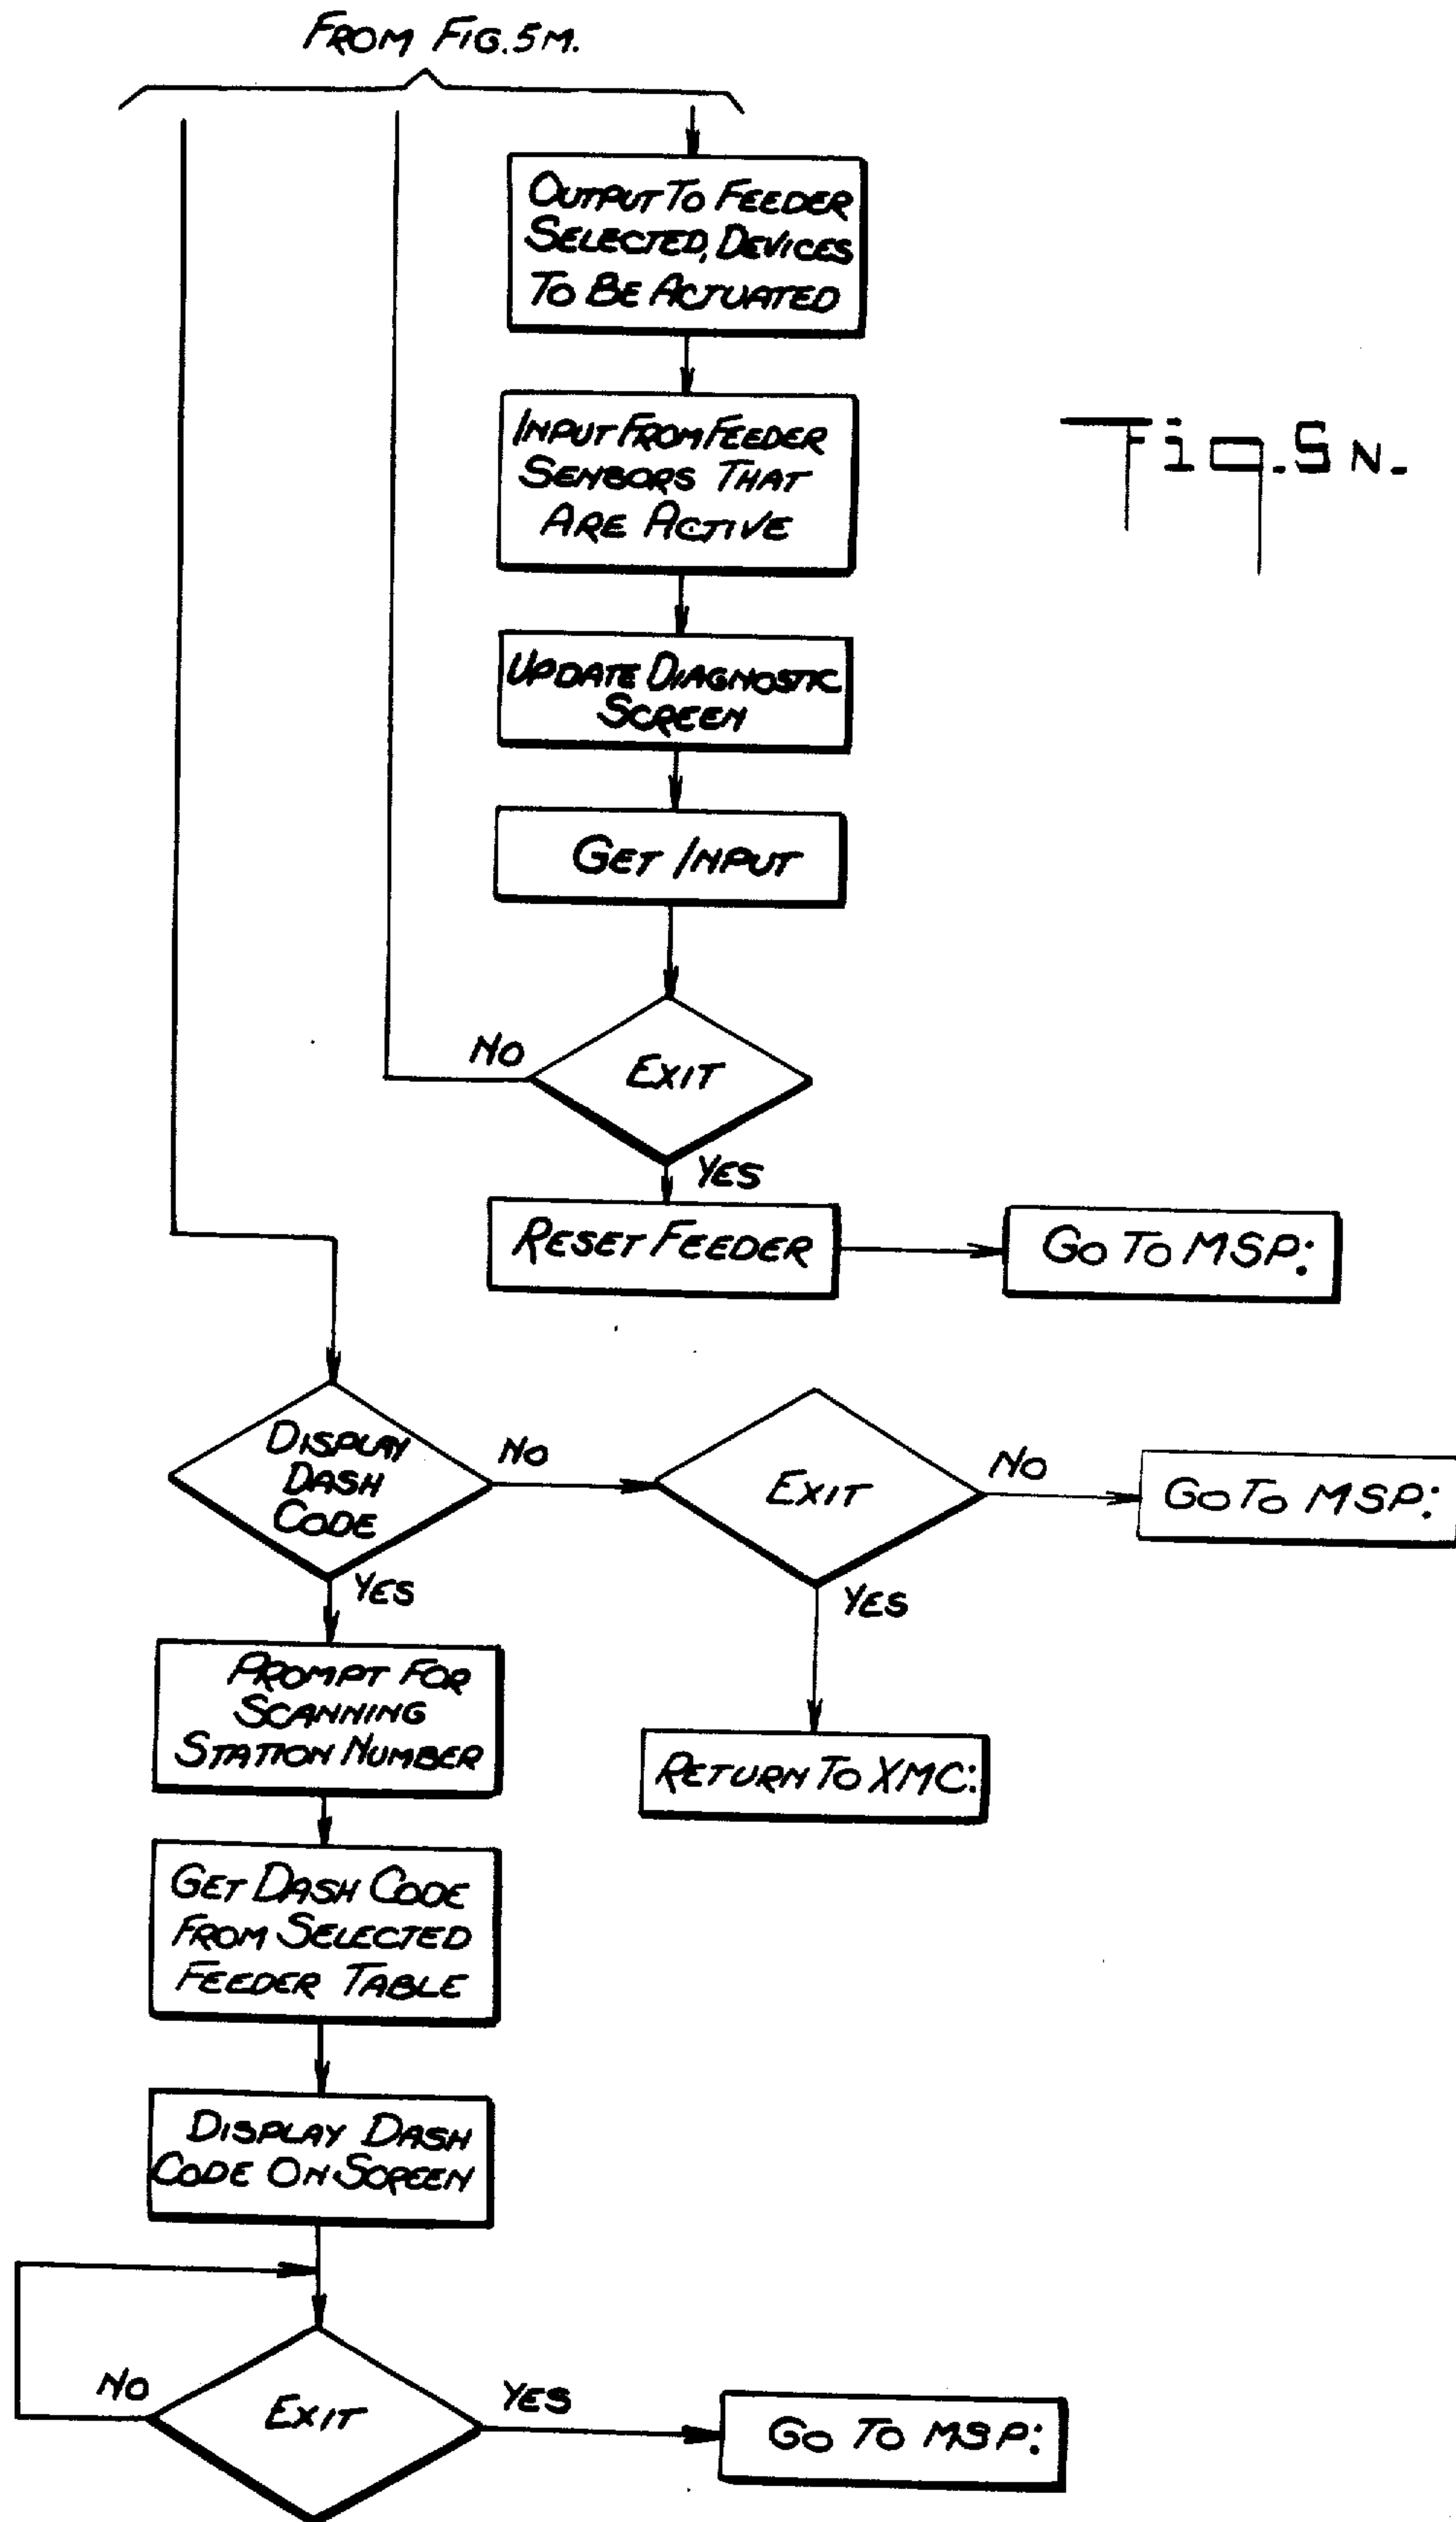 FROM FIG. 5M.
OUTPUT TO FEEDER
SELECTED, DEVICES
TO BE ACTUATED
INPUT FROM FEEDER
SENSORS THAT
ARE ACTIVE
Fig. 5N.
UPDATE DIAGNOSTIC
SCREEN
GET INPUT
EXIT
NO
YES
RESET FEEDER
GO TO MSP:
DISPLAY
DASH
CODE
NO
EXIT
NO
GO TO MSP:
YES
YES
PROMPT FOR
SCANNING
STATION NUMBER
RETURN TO XMC:
GET DASH CODE
FROM SELECTED
FEEDER TABLE
DISPLAY DASH
CODE ON SCREEN
NO
EXIT
YES
GO TO MSP: